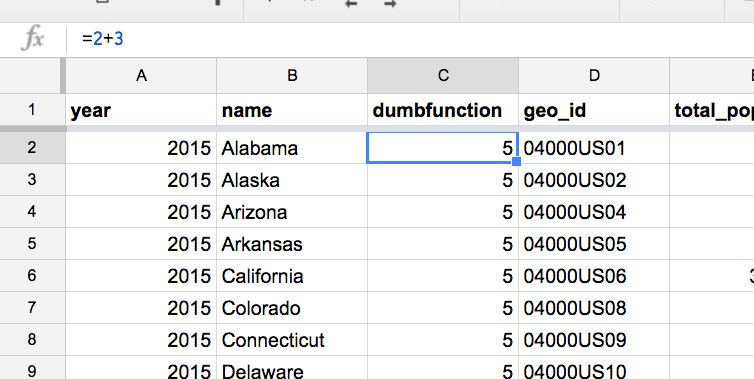 fx =2+3
A B C D
1 year name dumbfunction geo_id total_pop
2 2015 Alabama 5 04000US01
3 2015 Alaska 5 04000US02
4 2015 Arizona 5 04000US04
5 2015 Arkansas 5 04000US05
6 2015 California 5 04000US06
7 2015 Colorado 5 04000US08
8 2015 Connecticut 5 04000US09
9 2015 Delaware 5 04000US10